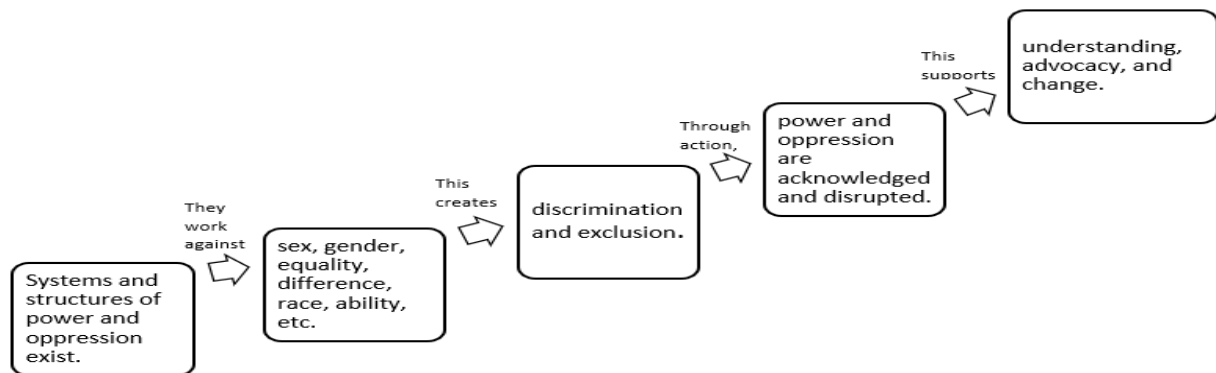 Systems and
structures of
power and
oppression
exist.
They
work
against
sex, gender,
equality,
difference,
race, ability,
etc.
This
creates
discrimination
and exclusion.
Through
action,
power and
oppression
are
acknowledged
and disrupted.
This
supports
understanding,
advocacy, and
change.